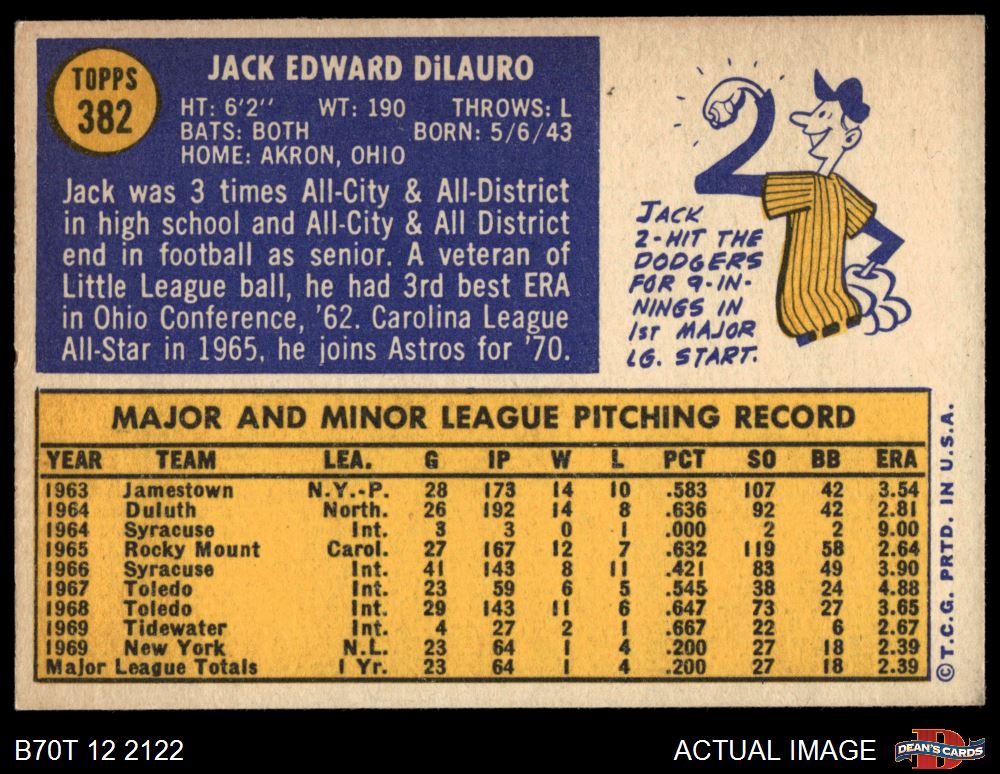 TOPPS
382
JACK EDWARD DiLAURO
HT: 6'2'' WT: 190 THROWS: L
BATS: BOTH BORN: 5/6/43
HOME: AKRON, OHIO
Jack was 3 times All-City & All-District
in high school and All-City & All District
end in football as senior. A veteran of
Little League ball, he had 3rd best ERA
in Ohio Conference, '62. Carolina League
All-Star in 1965, he joins Astros for '70.
JACK
2-HIT THE
DODGERS
FOR 9-IN-
NINGS IN
1st MAJOR
LG. START.
MAJOR AND MINOR LEAGUE PITCHING RECORD
YEAR TEAM LEA. G IP W L PCT SO BB ERA
1963 Jamestown N.Y.-P. 28 173 14 10 .583 107 42 3.54
1964 Duluth North. 26 192 14 8 .636 92 42 2.81
1964 Syracuse Int. 3 3 0 1 .000 2 2 9.00
1965 Rocky Mount Carol. 27 167 12 7 .632 119 58 2.64
1966 Syracuse Int. 41 143 8 11 .421 83 49 3.90
1967 Toledo Int. 23 59 6 5 .545 38 24 4.88
1968 Toledo Int. 29 143 11 6 .647 73 27 3.65
1969 Tidewater Int. 4 27 2 1 .667 22 6 2.67
1969 New York N.L. 23 64 1 4 .200 27 18 2.39
Major League Totals 1 Yr. 23 64 1 4 .200 27 18 2.39
© T.C.G. PRTD. IN U.S.A.
B70T 12 2122
ACTUAL IMAGE
DEAN'S CARDS